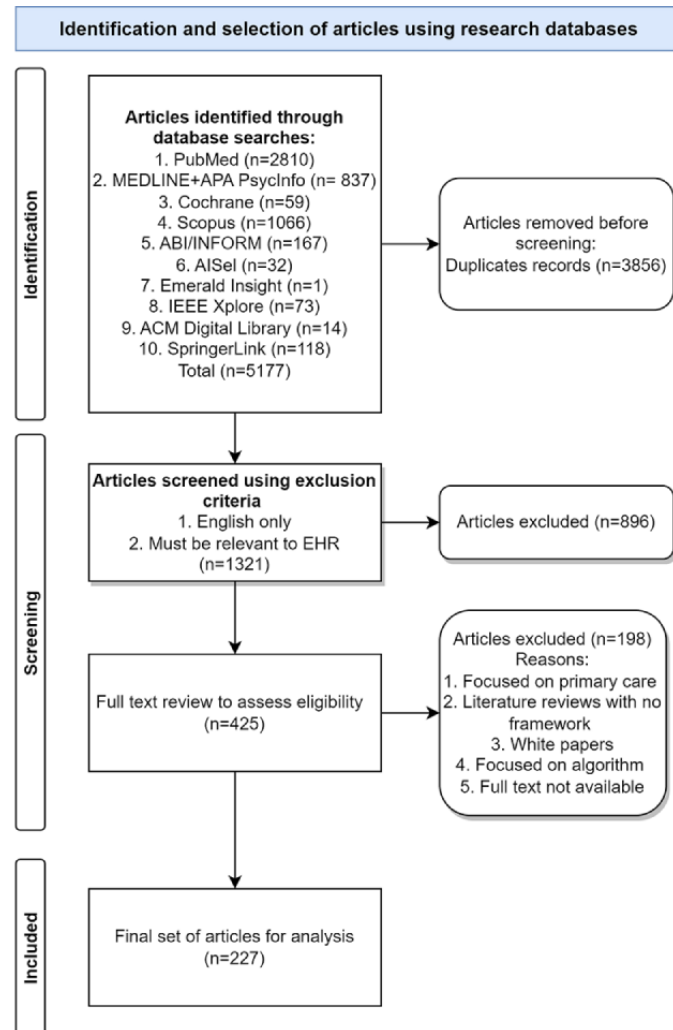 Identification and selection of articles using research databases
Identification
Articles identified through
database searches:
1. PubMed (n=2810)
2. MEDLINE+APA PsycInfo (n= 837)
3. Cochrane (n=59)
4. Scopus (n=1066)
5. ABI/INFORM (n=167)
6. AISel (n=32)
7. Emerald Insight (n=1)
8. IEEE Xplore (n=73)
9. ACM Digital Library (n=14)
10. SpringerLink (n=118)
Total (n=5177)
Articles removed before
screening:
Duplicates records (n=3856)
Screening
Articles screened using exclusion
criteria
1. English only
2. Must be relevant to EHR
(n=1321)
Articles excluded (n=896)
Full text review to assess eligibility
(n=425)
Articles excluded (n=198)
Reasons:
1. Focused on primary care
2. Literature reviews with no
framework
3. White papers
4. Focused on algorithm
5. Full text not available
Included
Final set of articles for analysis
(n=227)